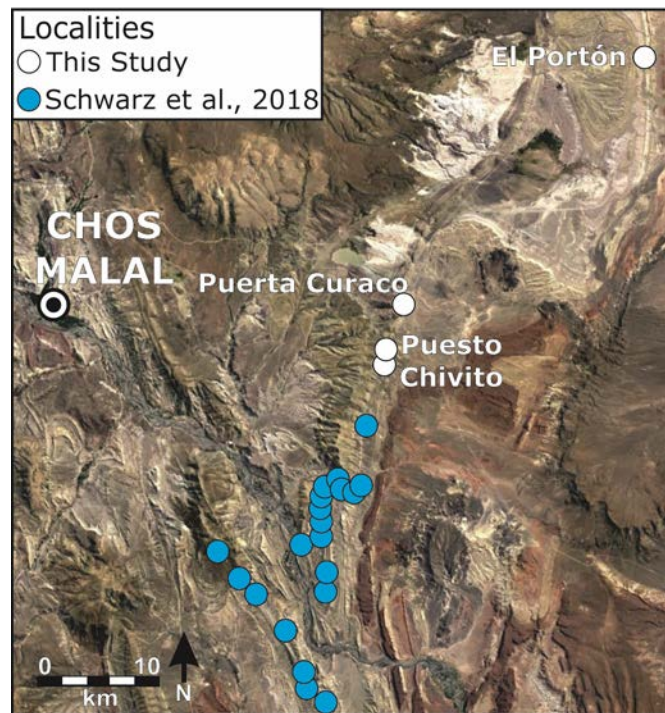 Localities
This Study
Schwarz et al., 2018
El Portón
CHOS
MALAL
Puerta Curaco
Puesto
Chivito
0 10
km
N